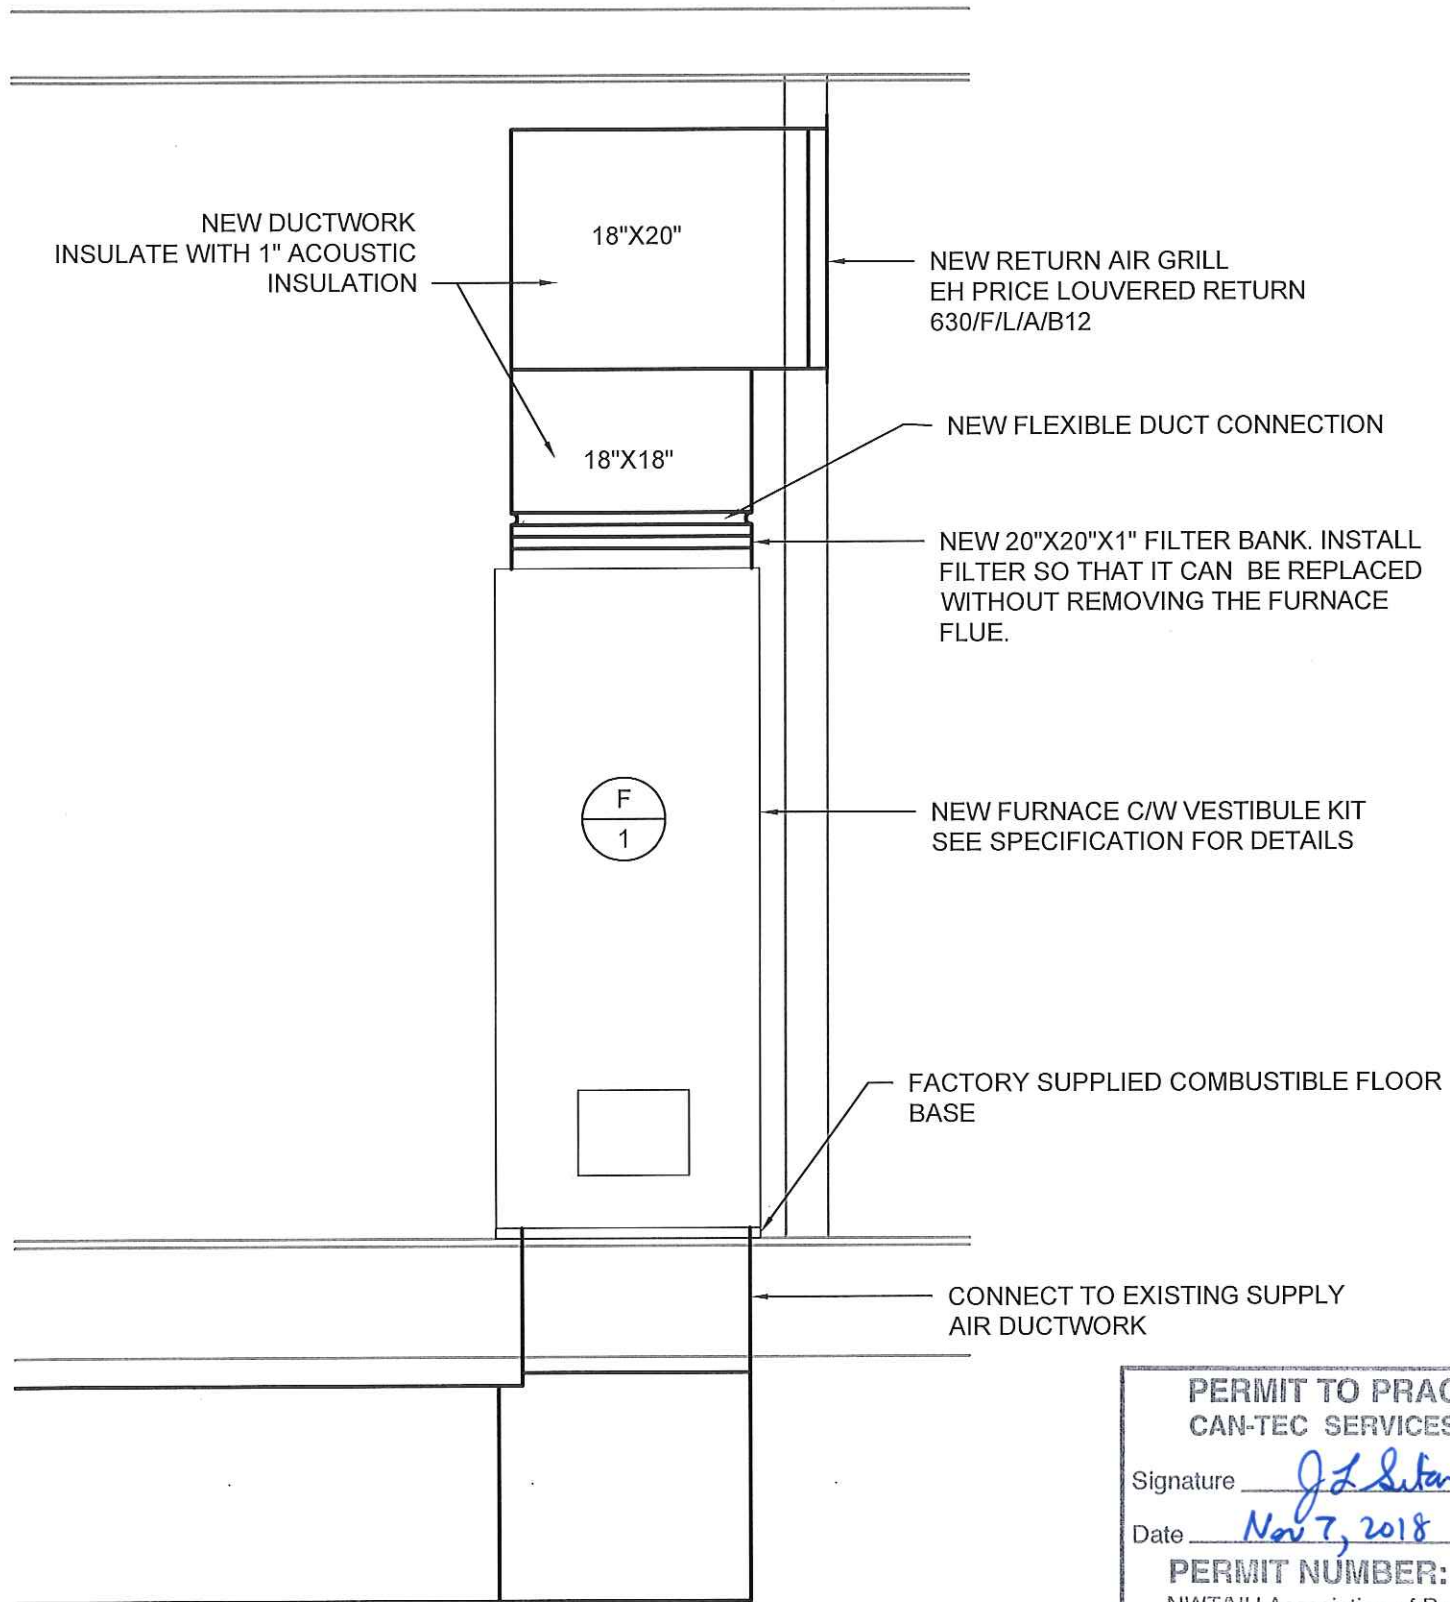 NEW DUCTWORK
INSULATE WITH 1" ACOUSTIC
INSULATION
18"X20"
NEW RETURN AIR GRILL
EH PRICE LOUVERED RETURN
630/F/L/A/B12
18"X18"
NEW FLEXIBLE DUCT CONNECTION
NEW 20"X20"X1" FILTER BANK. INSTALL
FILTER SO THAT IT CAN BE REPLACED
WITHOUT REMOVING THE FURNACE
FLUE.
F
1
NEW FURNACE C/W VESTIBULE KIT
SEE SPECIFICATION FOR DETAILS
FACTORY SUPPLIED COMBUSTIBLE FLOOR
BASE
CONNECT TO EXISTING SUPPLY
AIR DUCTWORK
PERMIT TO
CAN-TEC SERVICES
Signature
Date Nov 7, 2018
PERMIT NUMBER: